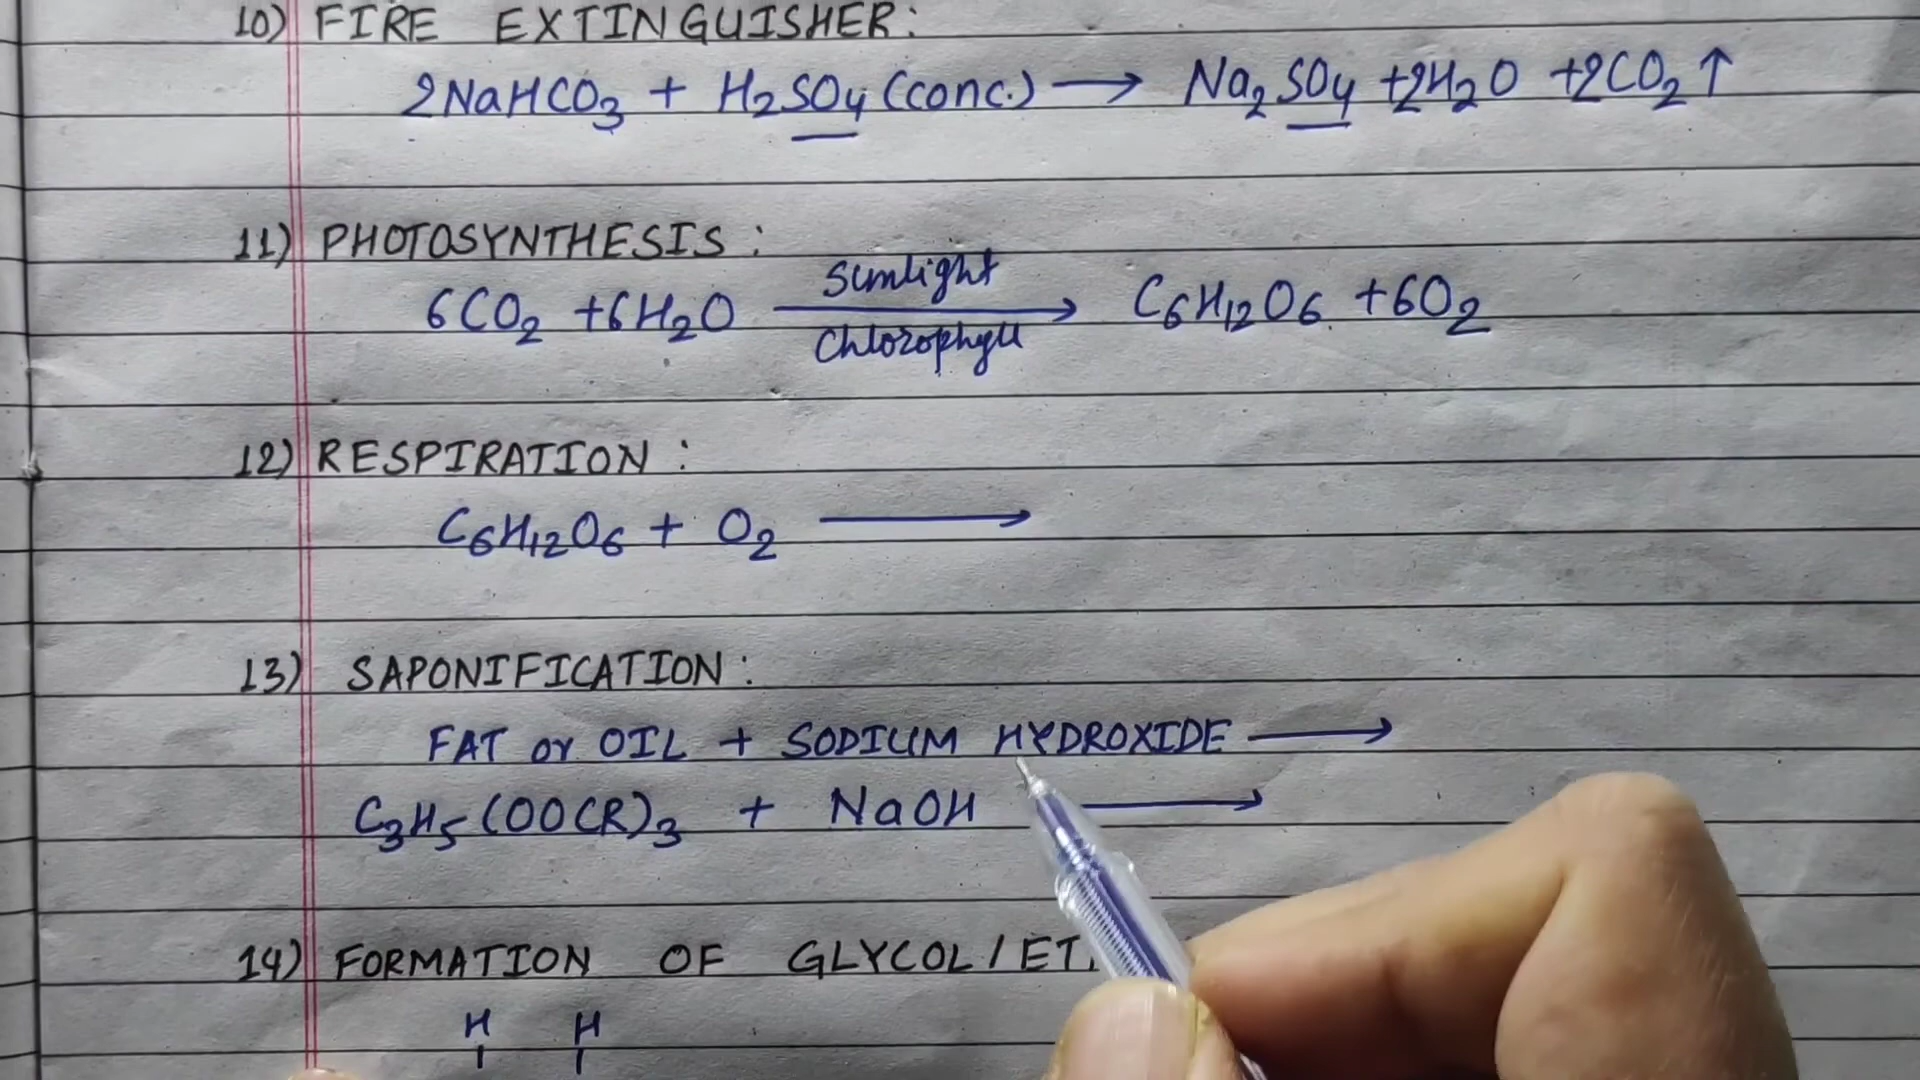 10) FIRE EXTINGUISHER:
2NaHCO3 + H2SO4 (conc.) → Na2SO4 +2H2O +2CO2↑
11) PHOTOSYNTHESIS:
Sunlight
6CO2 +6H2O → C6H12O6 +6O2
Chlorophyll
12) RESPIRATION:
C6H12O6 + O2 →
13) SAPONIFICATION:
FAT or OIL + SODIUM HYDROXIDE →
C3H5(OOCR)3 + NaOH →
14) FORMATION OF GLYCOL/ET
H H